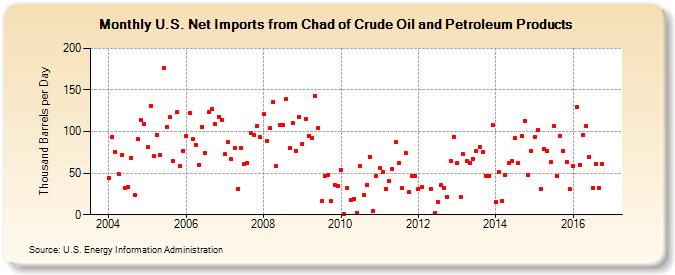 Monthly U.S. Net Imports from Chad of Crude Oil and Petroleum Products
Thousand Barrels per Day
200
150
100
50
0
2004 2006 2008 2010 2012 2014 2016
Source: U.S. Energy Information Administration